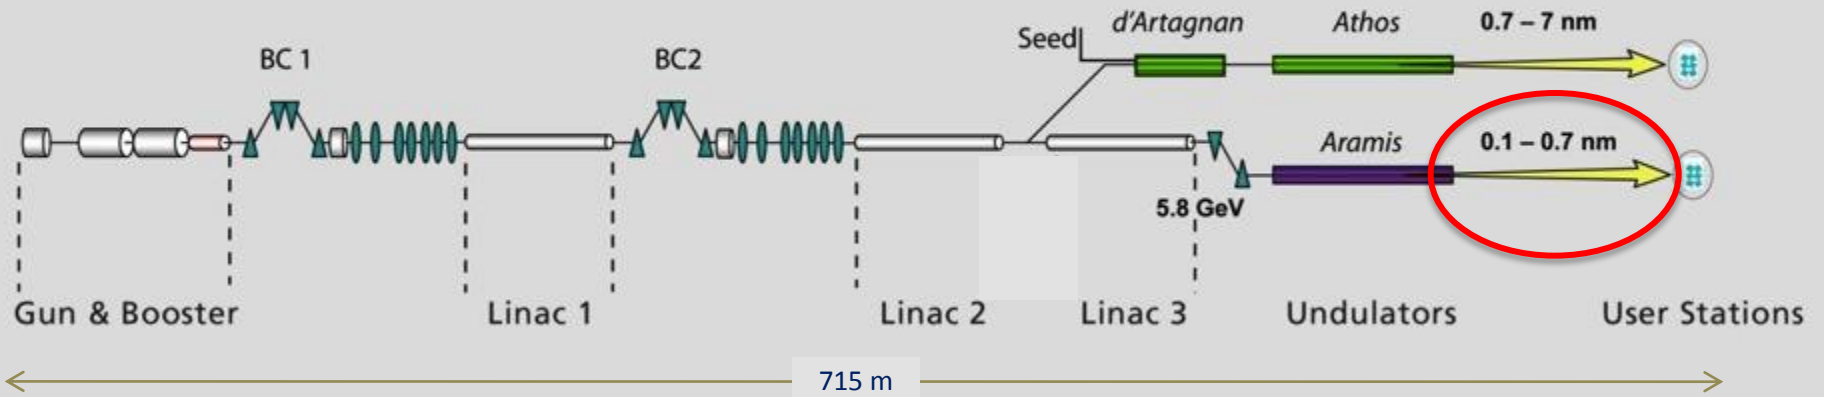 d'Artagnan
Athos
0.7 – 7 nm
Seed
BC 1
BC2
Aramis
0.1 – 0.7 nm
5.8 GeV
Gun & Booster
Linac 1
Linac 2
Linac 3
Undulators
User Stations
715 m